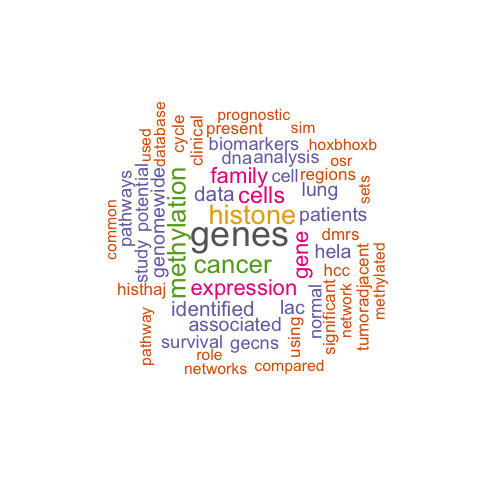 prognostic
present
sim
biomarkers
hoxbhoxb
dna
analysis
osr
family
cell
regions
data
cells
lung
histone
patients
genes
dmrs
cancer
hela
expression
hcc
histhaj
identified
lac
associated
survival
gecns
role
networks
compared
common
pathways
study
potential
used
genomewide
database
cycle
methylation
clinical
gene
sets
pathway
using
normal
significant
network
tumoradjacent
methylated